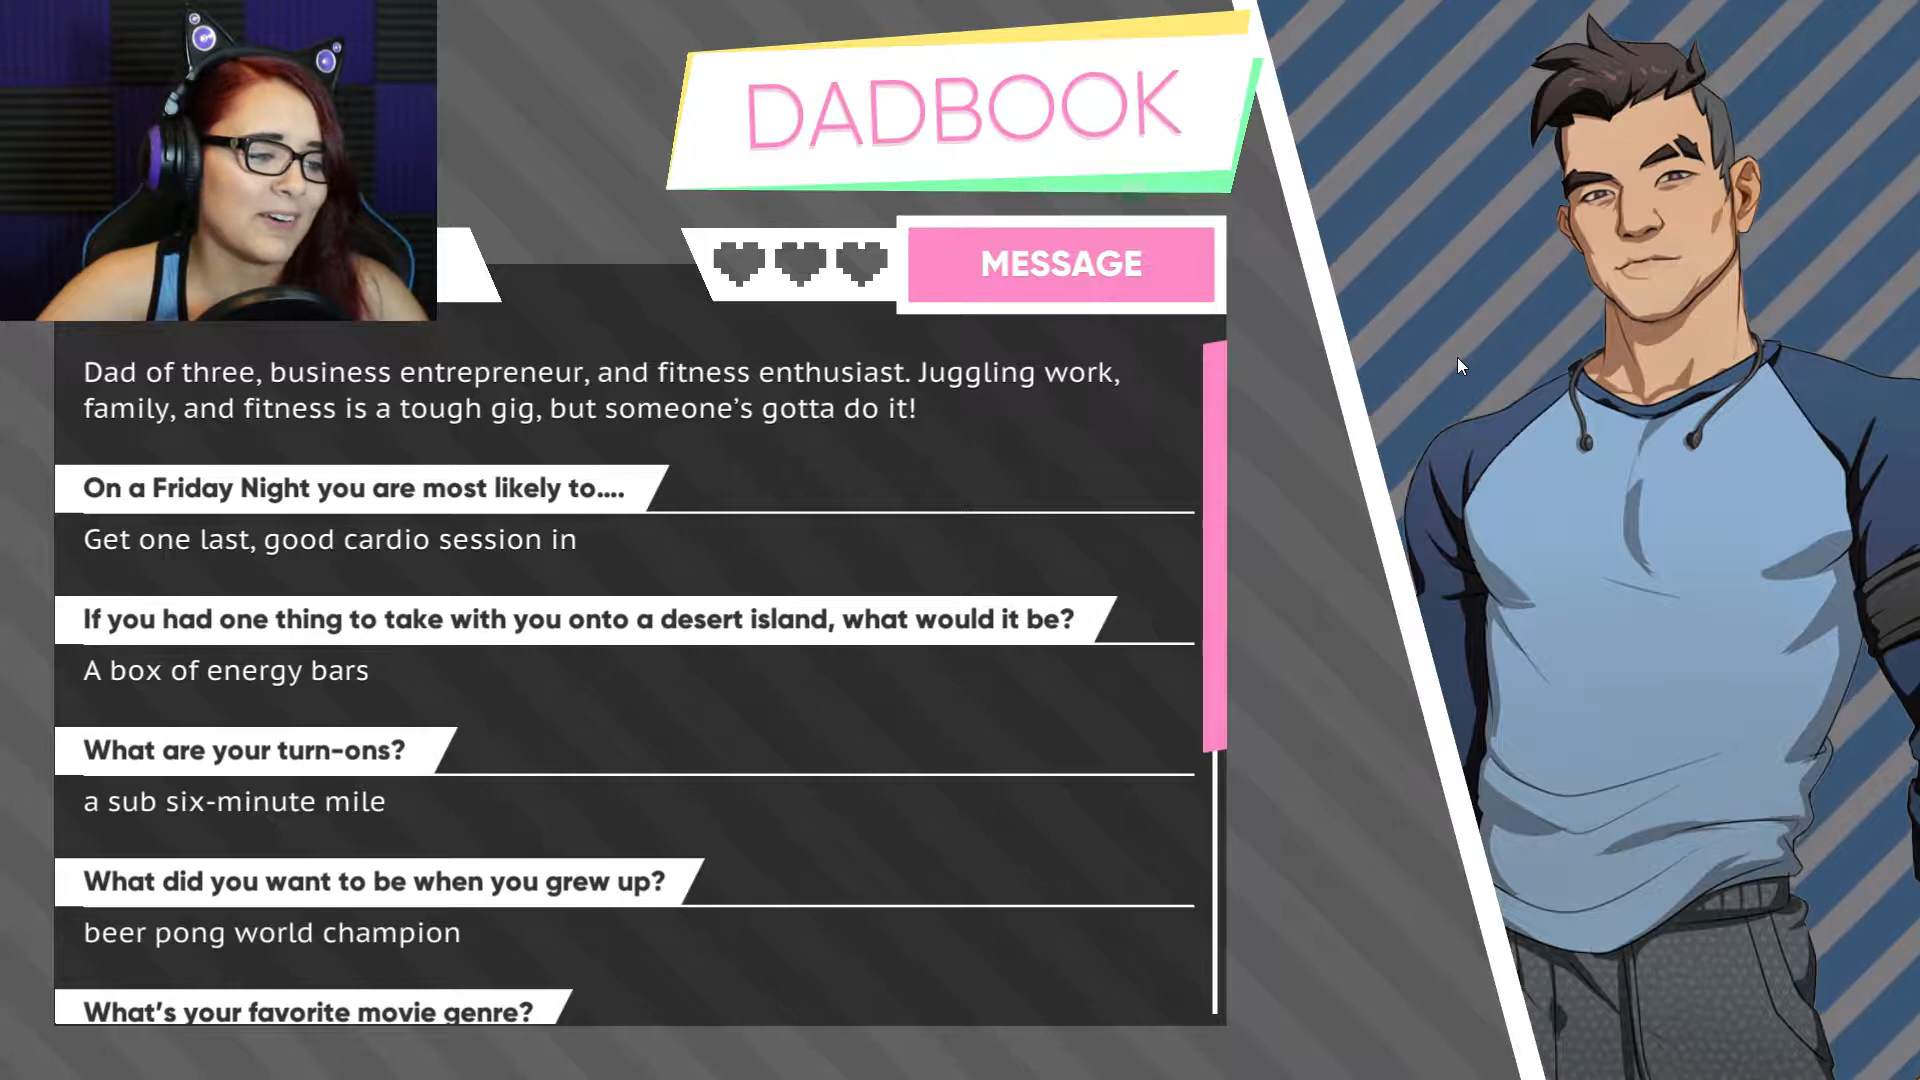 DADBOOK
MESSAGE
Dad of three, business entrepreneur, and fitness enthusiast. Juggling work,
family, and fitness is a tough gig, but someone’s gotta do it!
On a Friday Night you are most likely to....
Get one last, good cardio session in
If you had one thing to take with you onto a desert island, what would it be?
A box of energy bars
What are your turn-ons?
a sub six-minute mile
What did you want to be when you grew up?
beer pong world champion
What’s your favorite movie genre?